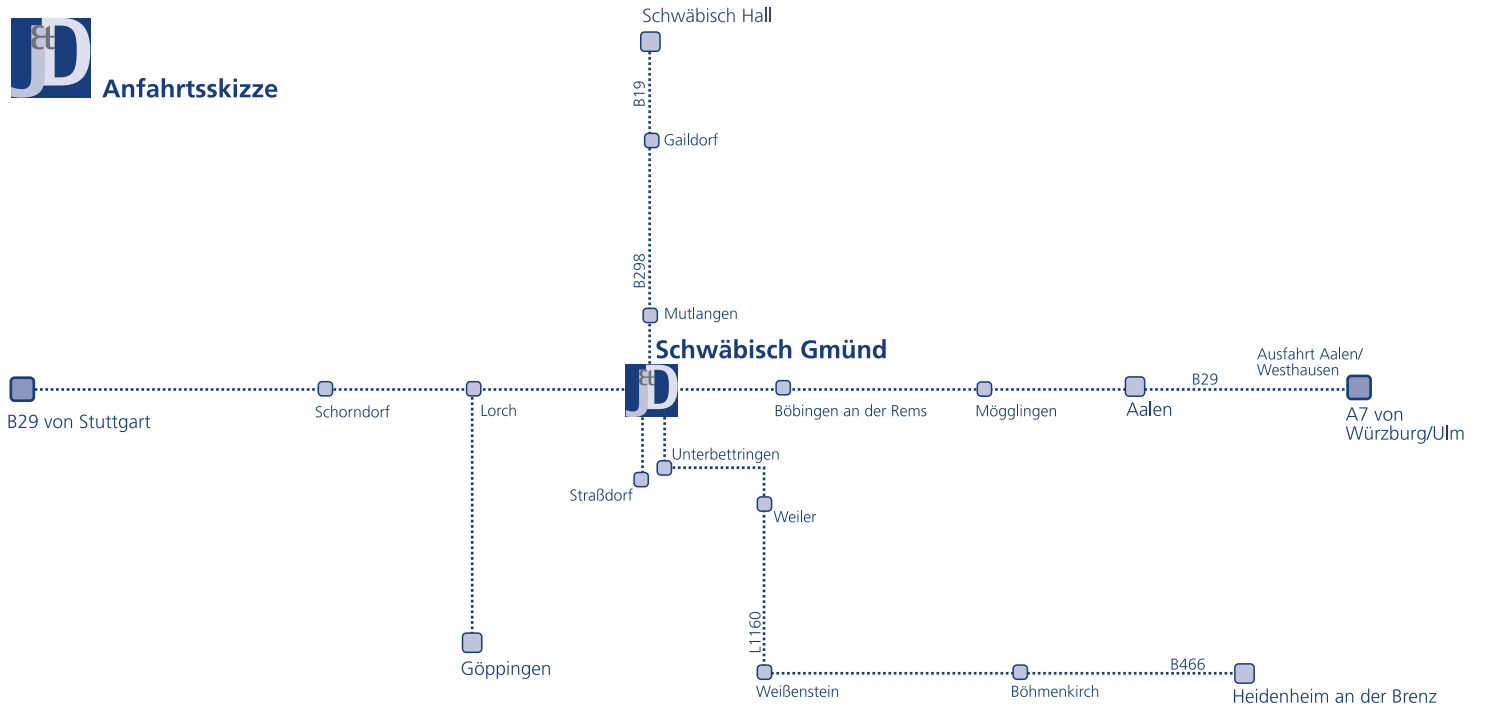 J&D
Anfahrtsskizze
Schwäbisch Hall
B19
Gaildorf
B298
Mutlangen
Schwäbisch Gmünd
J&D
B29 von Stuttgart
Schorndorf
Lorch
Böbingen an der Rems
Mögglingen
Aalen
B29
Ausfahrt Aalen/
Westhausen
A7 von
Würzburg/Ulm
Unterbettringen
Straßdorf
Weiler
L1160
Göppingen
Weißenstein
Böhmenkirch
B466
Heidenheim an der Brenz